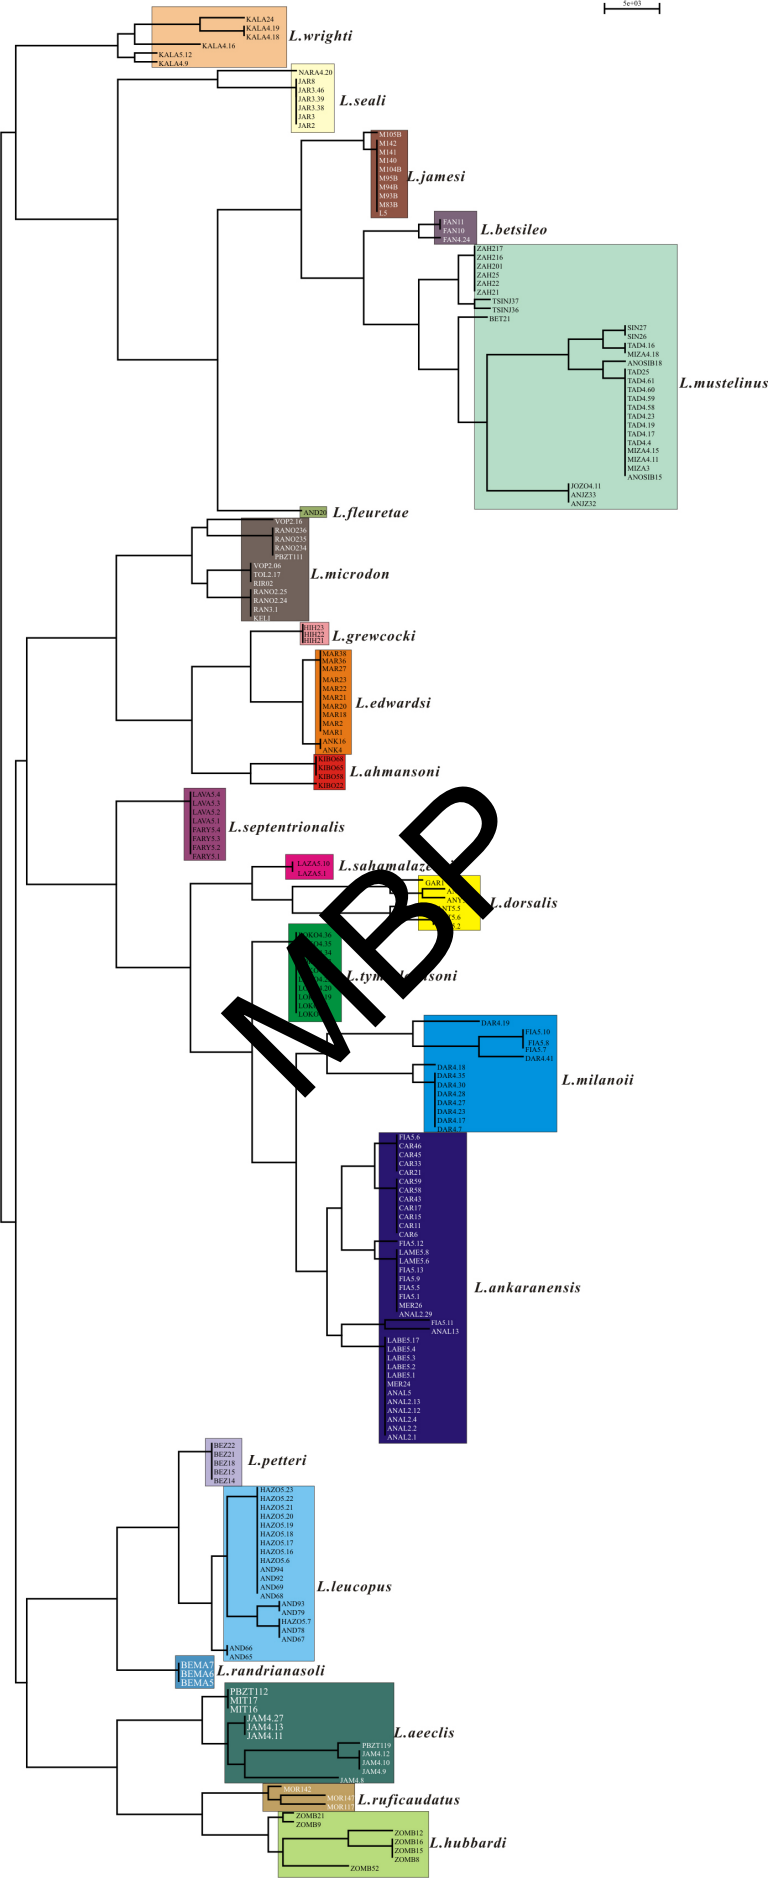 5e+03
KALA24
KALA4.19
KALA4.18
KALA4.16
KALA5.12
KALA4.9
L.wrighti
NARA4.20
JAR8
JAR3.46
JAR3.39
JAR3.38
JAR3
JAR2
L.seali
M105B
M142
M141
M140
M104B
M95B
M94B
M93B
M83B
L5
L.jamesi
FAN11
FAN10
FAN4.24
L.betsileo
ZAH217
ZAH216
ZAH201
ZAH25
ZAH22
ZAH21
TSINJ37
TSINJ36
BET21
SIN27
SIN26
TAD4.16
MIZA4.18
ANOSIB18
TAD25
TAD4.61
TAD4.60
TAD4.59
TAD4.58
TAD4.23
TAD4.19
TAD4.17
TAD4.4
MIZA4.15
MIZA4.11
MIZA3
ANOSIB15
JOZO4.11
ANJZ33
ANJZ32
L.mustelinus
AND20
L.fleuretae
VOP2.16
RANO236
RANO235
RANO234
PBZT111
VOP2.06
TOL2.17
RIR02
RANO2.25
RANO2.24
RAN3.1
KELI
L.microdon
HIH23
HIH22
HIH21
L.grewcocki
MAR38
MAR36
MAR27
MAR23
MAR22
MAR21
MAR20
MAR18
MAR2
MAR1
ANK16
ANK4
L.edwardsi
KIBO68
KIBO65
KIBO58
KIBO22
L.ahmansoni
LAVA5.4
LAVA5.3
LAVA5.2
LAVA5.1
FARY5.4
FARY5.3
FARY5.2
FARY5.1
L.septentrionalis
LAZA5.10
LAZA5.1
L.dorsalis
MBP
DAR4.19
FIA5.10
FIA5.8
FIA5.7
DAR4.41
DAR4.18
DAR4.35
DAR4.30
DAR4.28
DAR4.27
DAR4.23
DAR4.17
DAR4.7
L.milanoii
FIA5.6
CAR46
CAR45
CAR33
CAR21
CAR59
CAR58
CAR43
CAR17
CAR15
CAR11
CAR6
FIA5.12
LAME5.8
LAME5.6
FIA5.13
FIA5.9
FIA5.5
FIA5.1
MER26
ANAL2.29
FIA5.11
ANAL13
LABE5.17
LABE5.4
LABE5.3
LABE5.2
LABE5.1
MER24
ANAL5
ANAL2.13
ANAL2.12
ANAL2.4
ANAL2.2
ANAL2.1
L.ankaranensis
BEZ22
BEZ21
BEZ18
BEZ15
BEZ14
L.petteri
HAZO5.23
HAZO5.22
HAZO5.21
HAZO5.20
HAZO5.19
HAZO5.18
HAZO5.17
HAZO5.16
HAZO5.6
AND94
AND92
AND69
AND68
AND93
AND79
HAZO5.7
AND78
AND67
AND66
AND65
L.leucopus
BEMA7
BEMA6
BEMA5
L.randrianasoli
PBZT112
MIT17
MIT16
JAM4.27
JAM4.13
JAM4.11
PBZT119
JAM4.12
JAM4.10
JAM4.9
JAM4.8
L.aeeclis
MOR142
L.ruficaudatus
ZOMB21
ZOMB9
ZOMB12
ZOMB16
ZOMB15
ZOMB8
ZOMB52
L.hubbardi